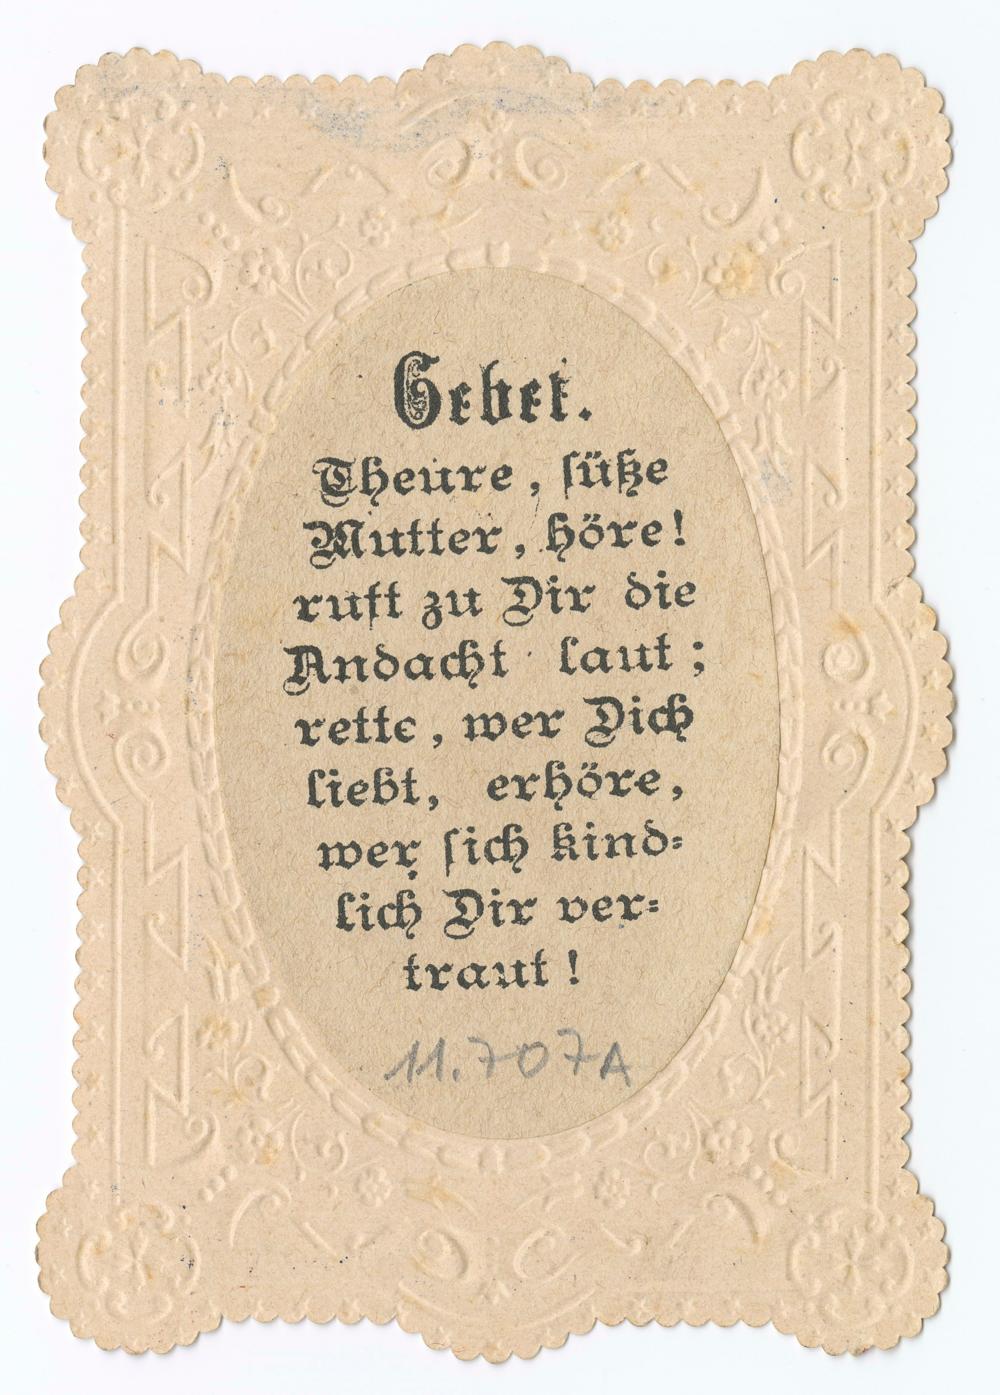 Gebet.
Theure, süße
Mutter, höre!
ruft zu Dir die
Andacht laut;
rette, wer Dich
liebt, erhöre,
wer sich kind=
lich Dir ver=
traut!
11.707A